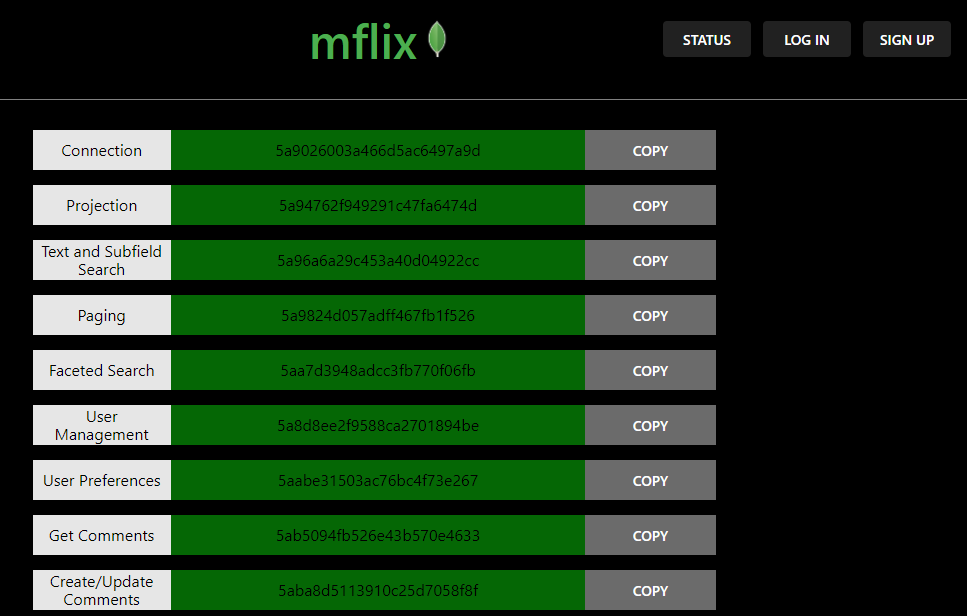 mflix
STATUS
LOG IN
SIGN UP
Connection
5a9026003a466d5ac6497a9d
COPY
Projection
5a94762f949291c47fa6474d
COPY
Text and Subfield
Search
5a96a6a29c453a40d04922cc
COPY
Paging
5a9824d057adff467fb1f526
COPY
Faceted Search
5aa7d3948adcc3fb770f06fb
COPY
User
Management
5a8d8ee2f9588ca2701894be
COPY
User Preferences
5aabe31503ac76bc4f73e267
COPY
Get Comments
5ab5094fb526e43b570e4633
COPY
Create/Update
Comments
5aba8d5113910c25d7058f8f
COPY